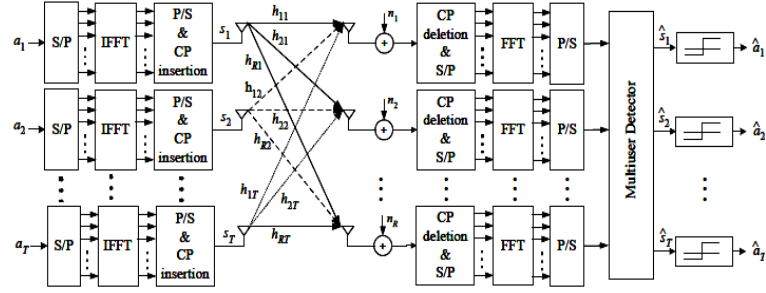 a1
S/P
IFFT
P/S
&
CP
insertion
s1
h11
h21
hR1
n1
+
CP
deletion
&
S/P
FFT
P/S
ŝ1
â1
a2
S/P
IFFT
P/S
&
CP
insertion
s2
h12
h22
hR2
n2
+
CP
deletion
&
S/P
FFT
P/S
Multiuser Detector
ŝ2
â2
aT
S/P
IFFT
P/S
&
CP
insertion
sT
h1T
h2T
hRT
nR
+
CP
deletion
&
S/P
FFT
P/S
ŝT
âT